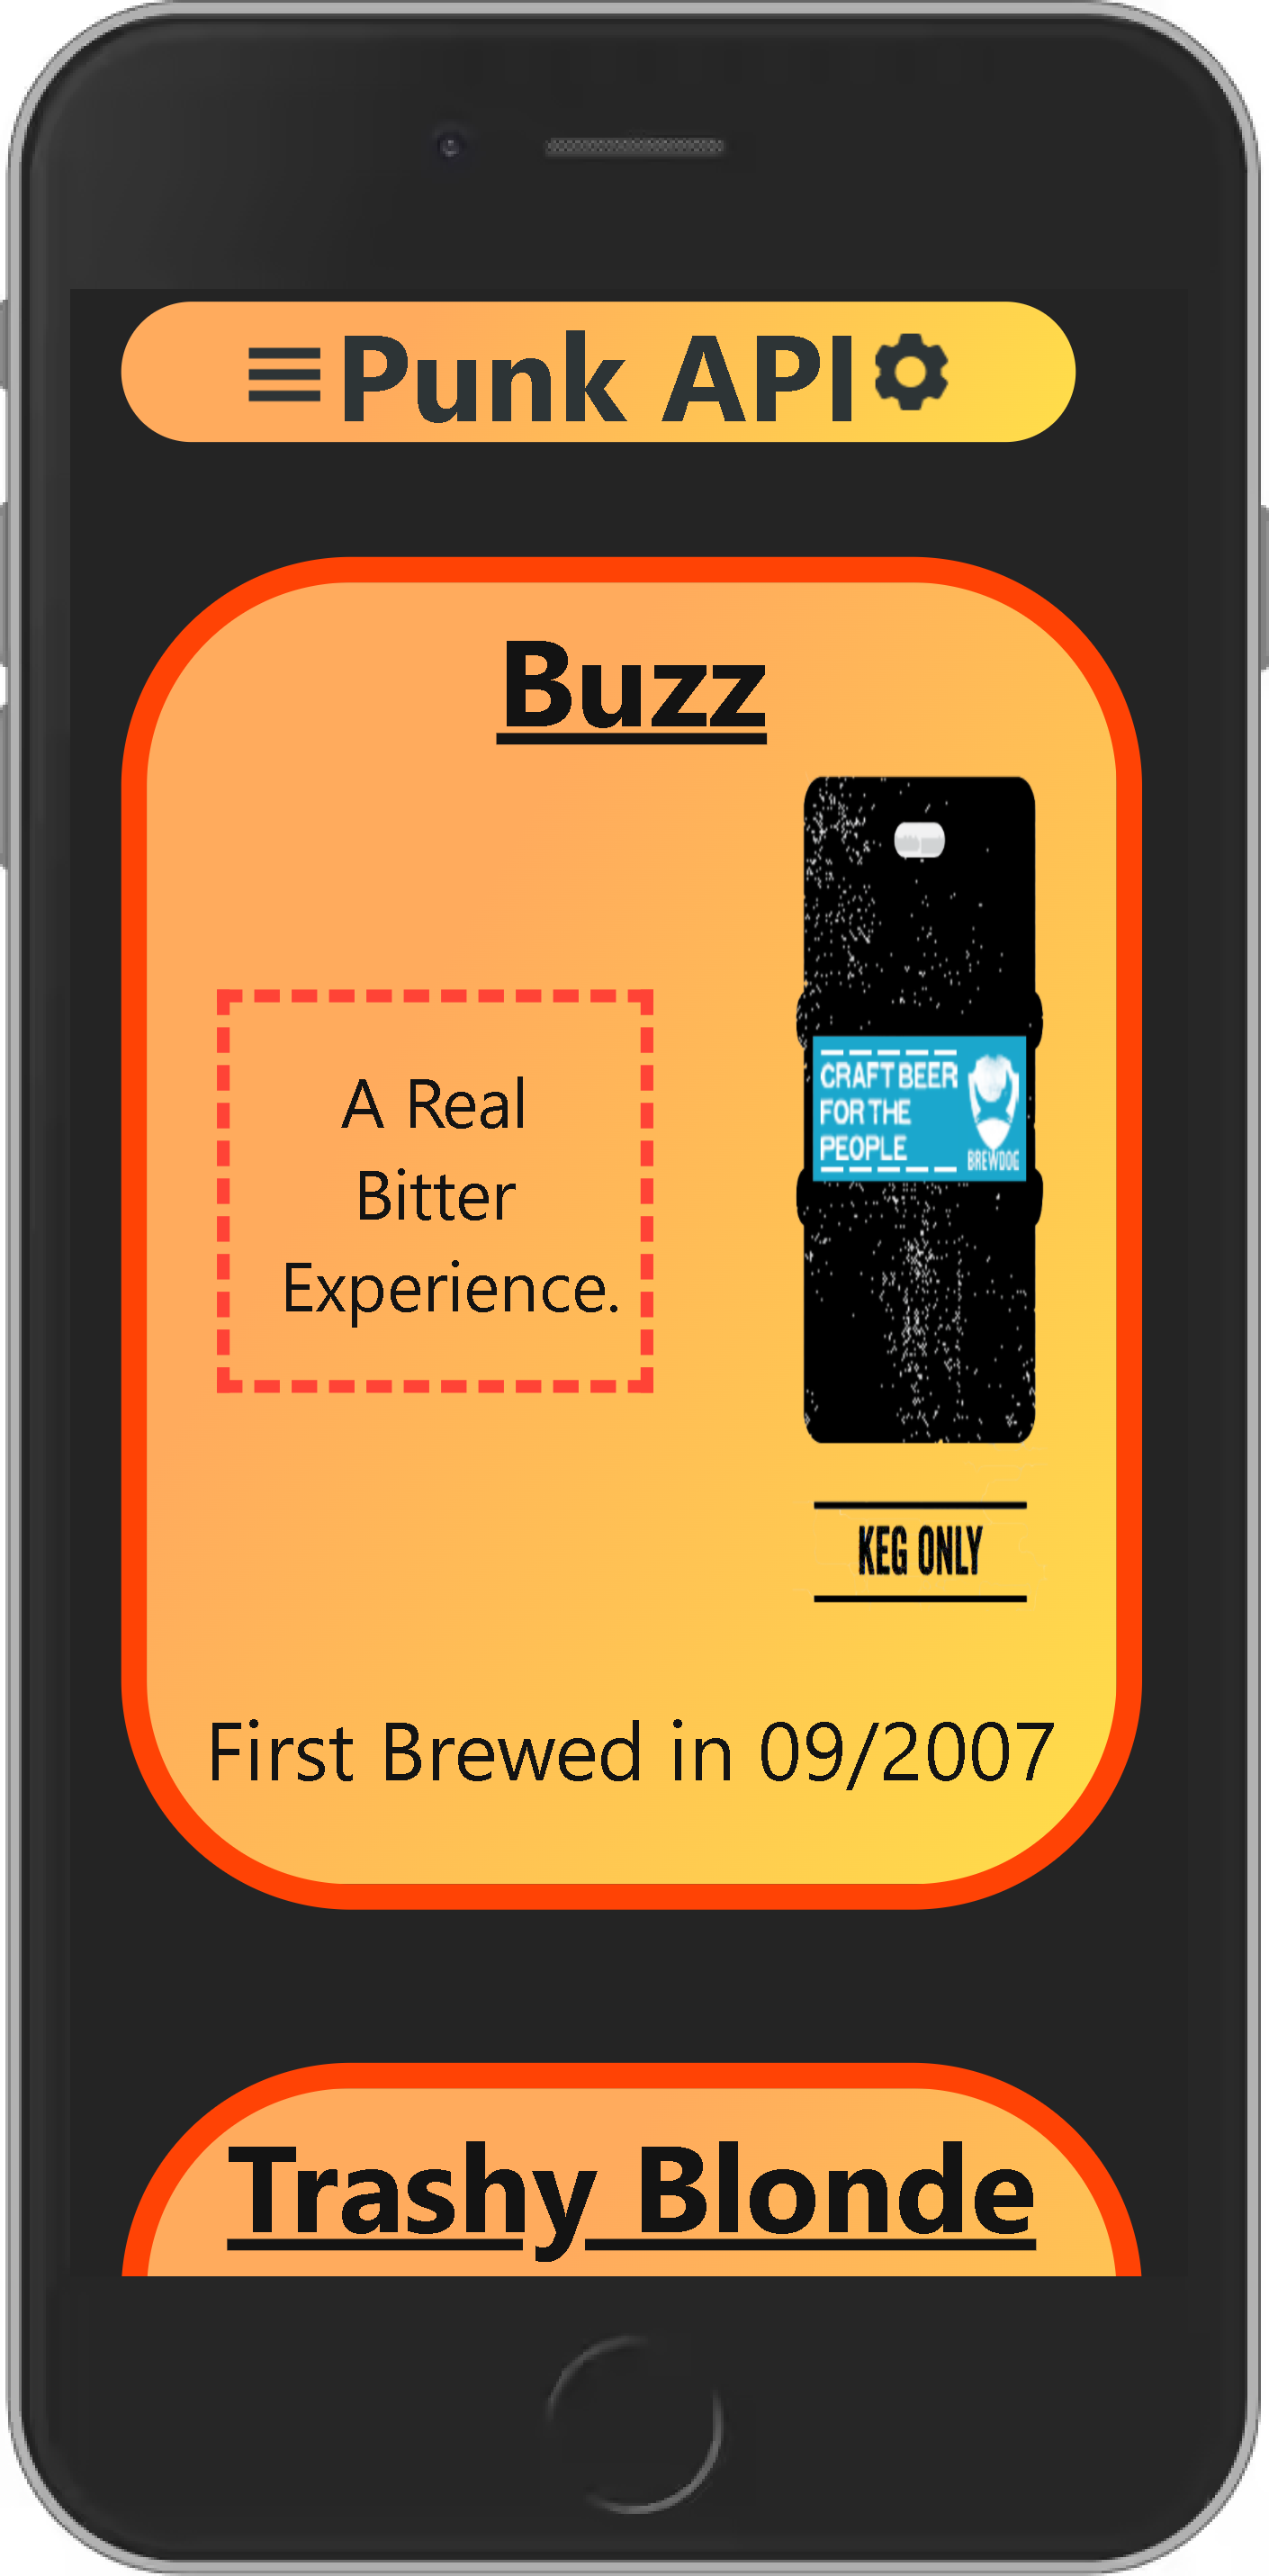 Punk API
Buzz
A Real
Bitter
Experience.
CRAFT BEER
FOR THE
PEOPLE
BREWDOG
KEG ONLY
First Brewed in 09/2007
Trashy Blonde